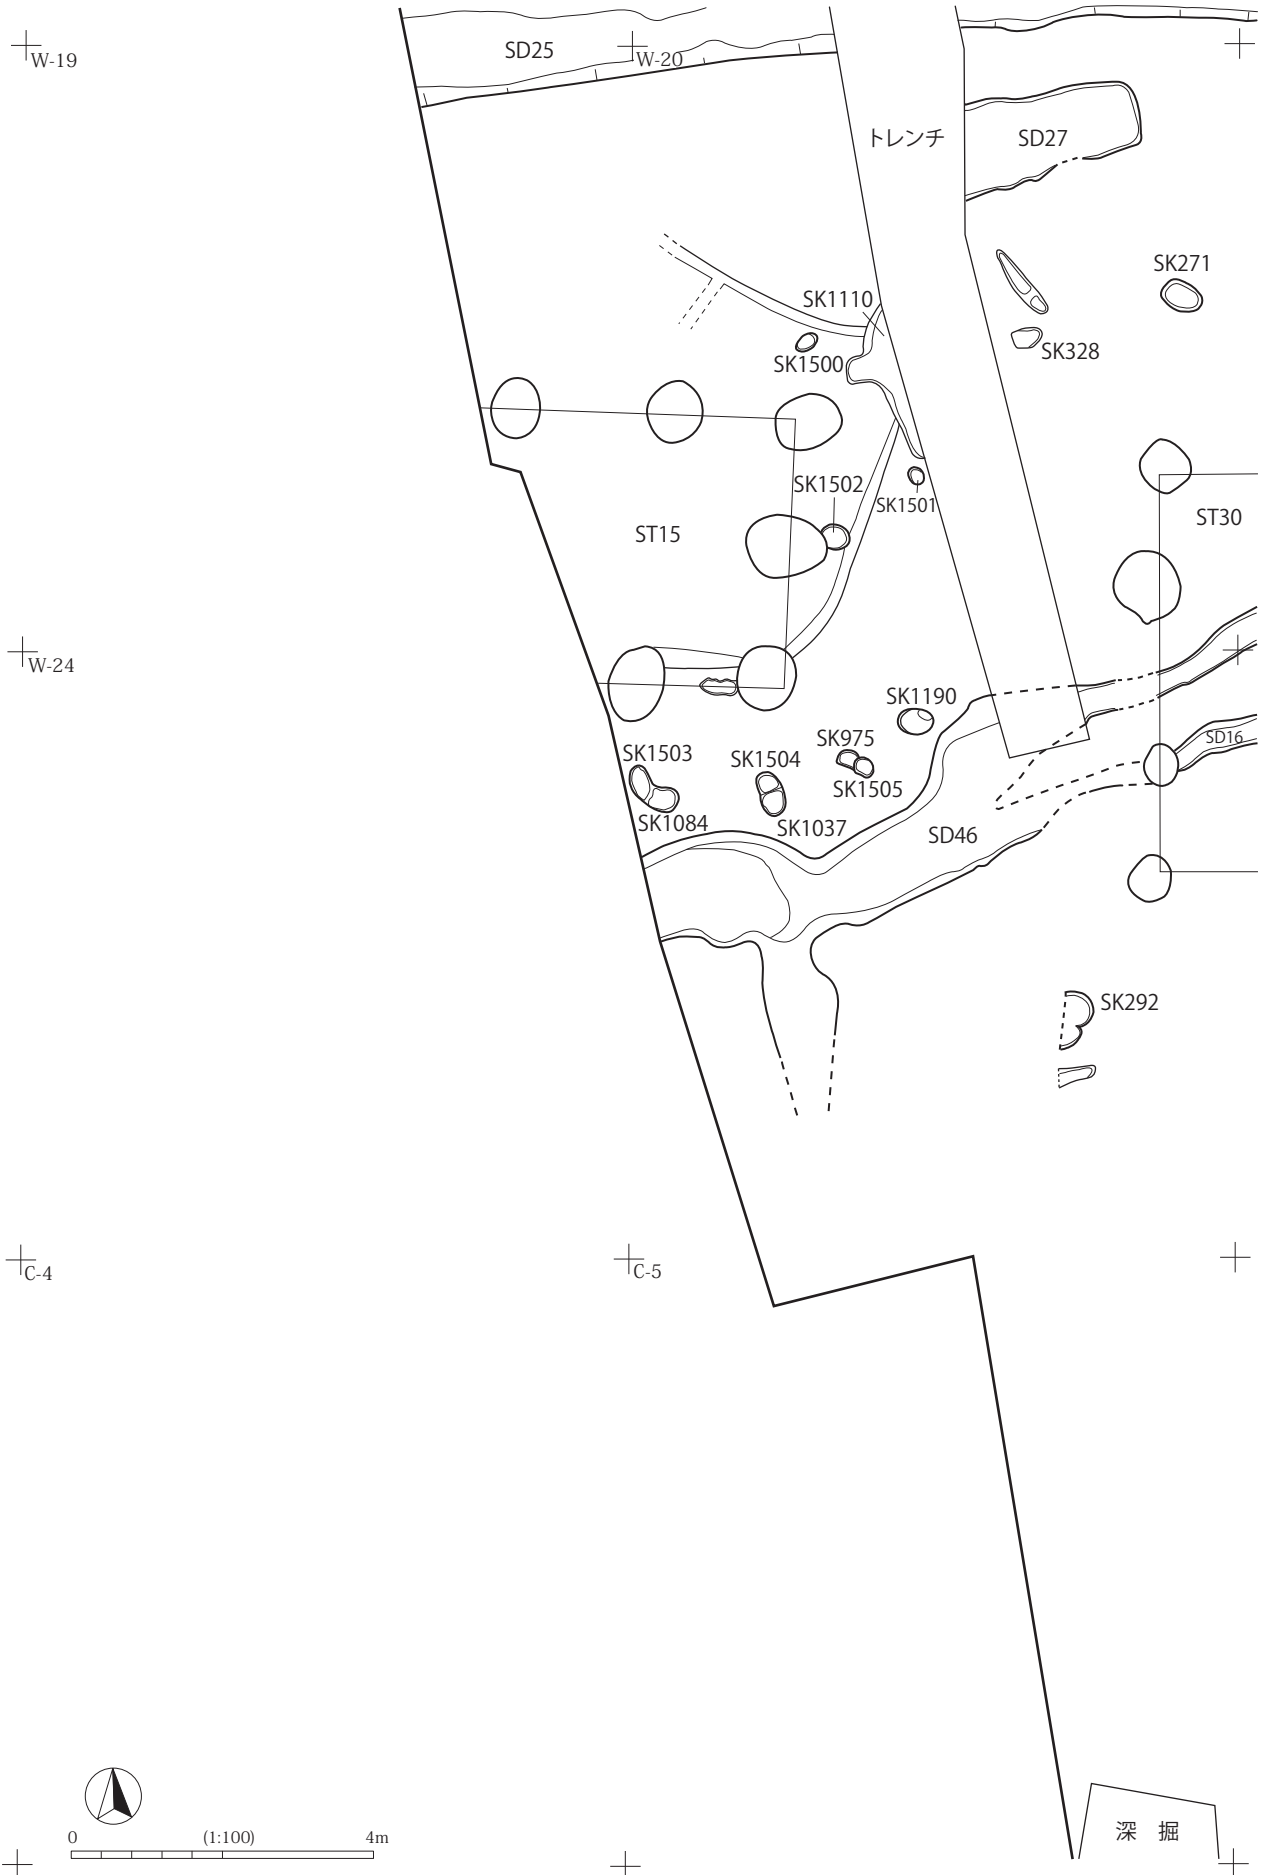 SD25
W-19
W-20
トレンチ
SD27
SK271
SK1110
SK328
SK1500
SK1502
SK1501
ST15
ST30
W-24
SK1190
SD16
SK975
SK1503
SK1504
SK1505
SK1084
SK1037
SD46
SK292
C-4
C-5
深 掘
0 (1:100) 4m